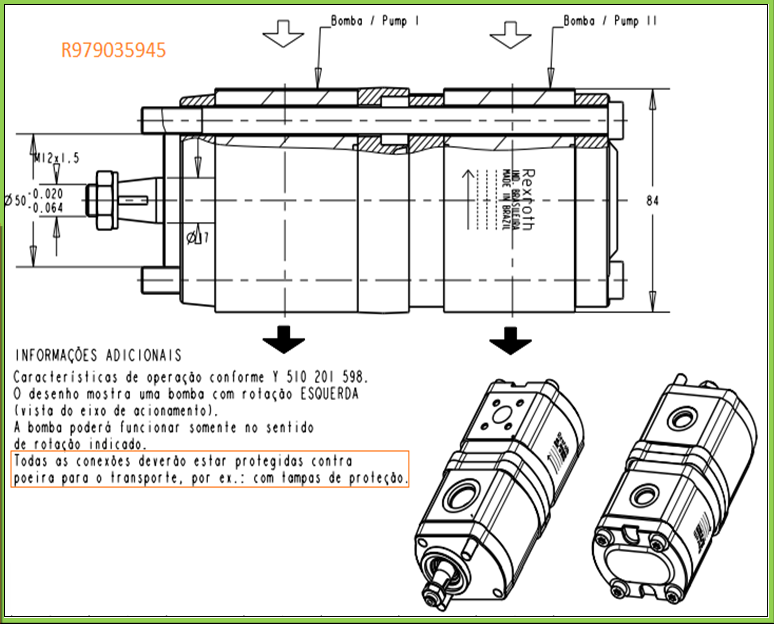 Bomba / Pump I
Bomba / Pump II
R979035945
M12x1.5
Ø50 -0.020
-0.064
Ø17
84
Rexroth
IND. BRASILEIRA
MADE IN BRAZIL
INFORMAÇÕES ADICIONAIS
Características de operação conforme Y 510 201 598.
O desenho mostra uma bomba com rotação ESQUERDA
(vista do eixo de acionamento).
A bomba poderá funcionar somente no sentido
de rotação indicado.
Todas as conexões deverão estar protegidas contra
poeira para o transporte, por ex.: com tampas de proteção.